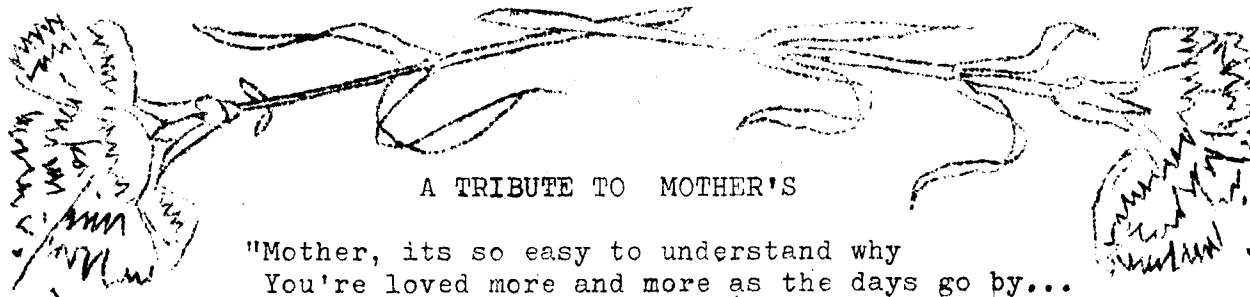 A TRIBUTE TO MOTHER'S
"Mother, its so easy to understand why
You're loved more and more as the days go by...